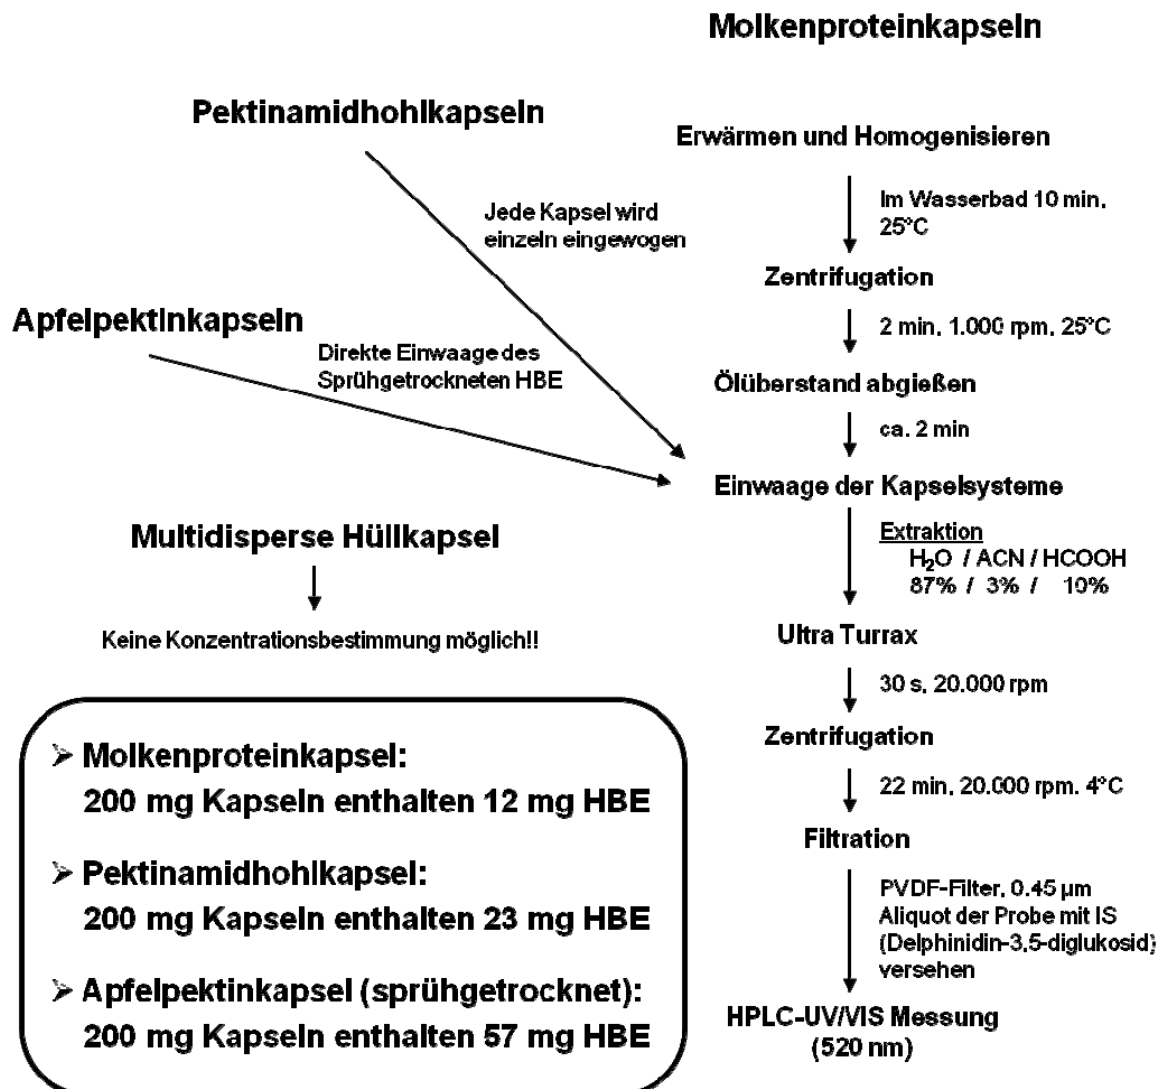 Molkenproteinkapseln
Pektinamidhohlkapseln
Erwärmen und Homogenisieren
Jede Kapsel wird
einzeln eingewogen
Im Wasserbad 10 min.
25°C
Zentrifugation
Apfelpektinkapseln
2 min. 1.000 rpm. 25°C
Direkte Einwaage des
Sprühgetrockneten HBE
Ölüberstand abgießen
ca. 2 min
Einwaage der Kapselsysteme
Multidisperse Hüllkapsel
Extraktion
H₂O / ACN / HCOOH
87% / 3% / 10%
Keine Konzentrationsbestimmung möglich!!
Ultra Turrax
30 s. 20.000 rpm
Zentrifugation
22 min. 20.000 rpm. 4°C
Filtration
PVDF-Filter. 0.45 µm
Aliquot der Probe mit IS
(Delphinidin-3.5-diglukosid)
versehen
HPLC-UV/VIS Messung
(520 nm)
➢ Molkenproteinkapsel:
200 mg Kapseln enthalten 12 mg HBE
➢ Pektinamidhohlkapsel:
200 mg Kapseln enthalten 23 mg HBE
➢ Apfelpektinkapsel (sprühgetrocknet):
200 mg Kapseln enthalten 57 mg HBE